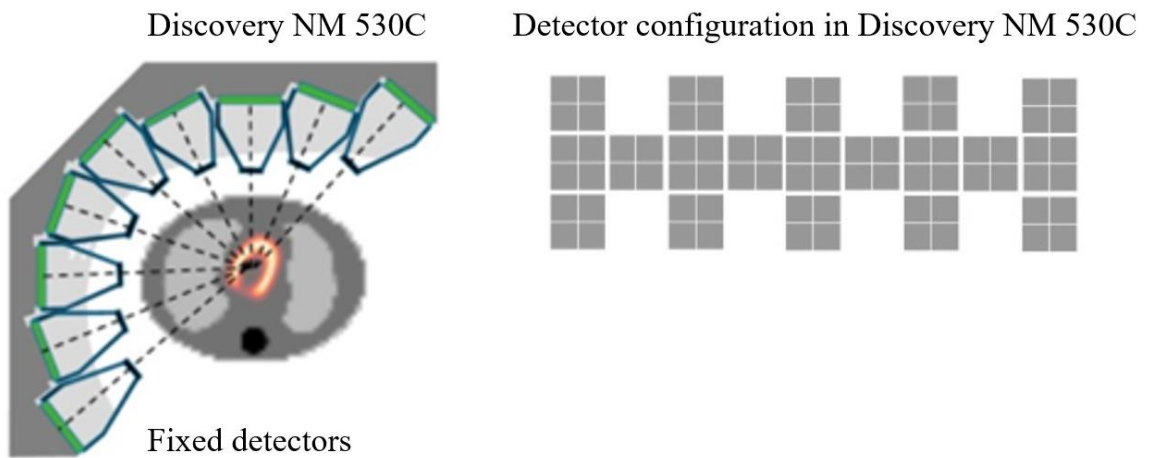 Discovery NM 530C
Detector configuration in Discovery NM 530C
Fixed detectors